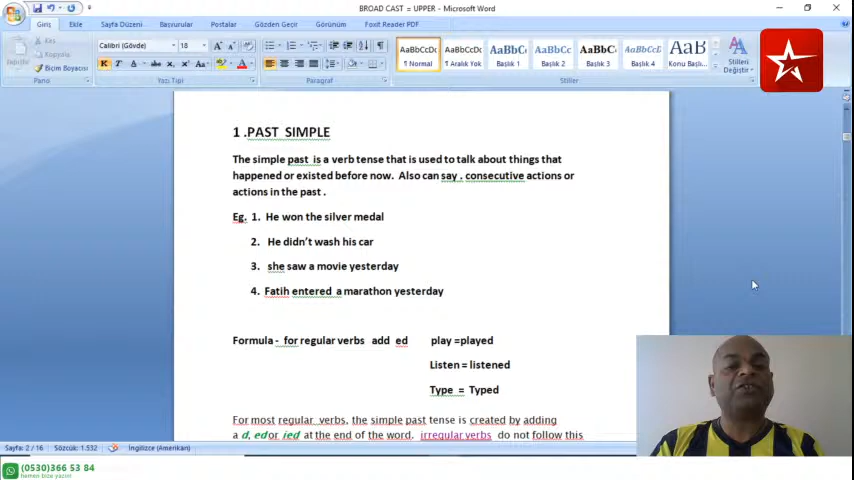 BROAD CAST = UPPER - Microsoft Word
Giriş Ekle Sayfa Düzeni Başvurular Postalar Gözden Geçir Görünüm Foxit Reader PDF
Kes
Kopyala
Biçim Boyacısı
Yapıştır
Pano
Calibri (Gövde) 18
Yazı Tipi
Paragraf
AaBbCcDc AaBbCcDc AaBbC AaBbCc AaBbCc AaBbCcI AaB
¶ Normal ¶ Aralık Yok Başlık 1 Başlık 2 Başlık 3 Başlık 4 Konu Başl...
Stilleri
Değiştir
Stiller
1 .PAST SIMPLE
The simple past is a verb tense that is used to talk about things that
happened or existed before now. Also can say . consecutive actions or
actions in the past .
Eg. 1. He won the silver medal
2. He didn't wash his car
3. she saw a movie yesterday
4. Fatih entered a marathon yesterday
Formula - for regular verbs add ed play =played
Listen = listened
Type = Typed
For most regular verbs, the simple past tense is created by adding
a d, ed or ied at the end of the word. irregular verbs do not follow this
Sayfa: 2 / 16 Sözcük: 1.532 İngilizce (Amerikan)
(0530)366 53 84
hemen bize yazın!